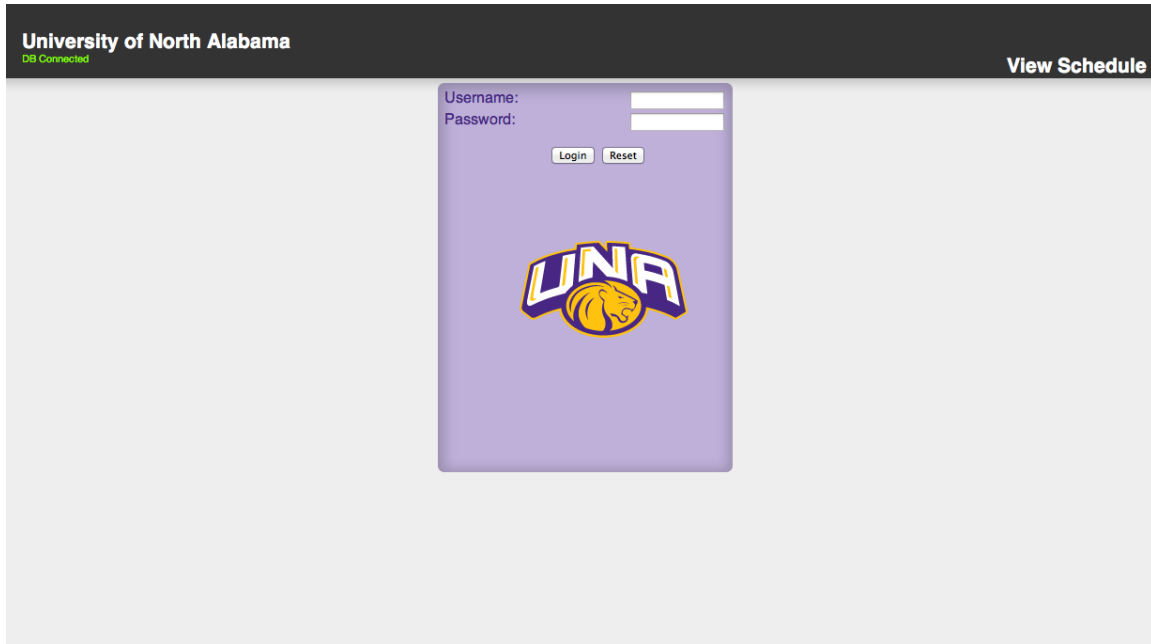 University of North Alabama
DB Connected
View Schedule
Username:
Password:
Login Reset
UNA